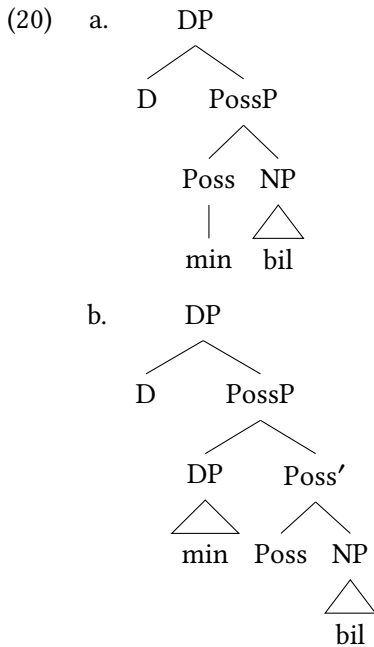 (20) a. DP
D PossP
Poss NP
min bil
b. DP
D PossP
DP Poss′
min Poss NP
bil